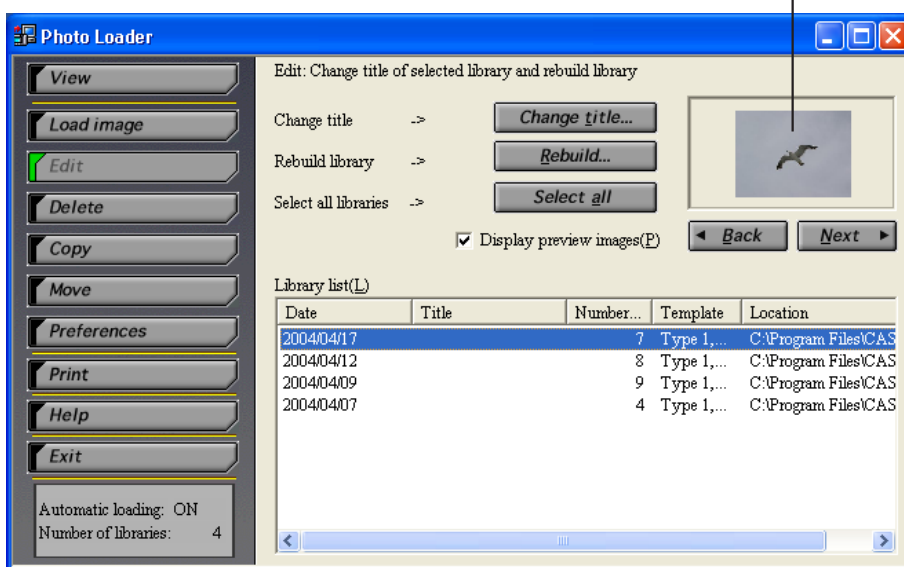 Photo Loader
View
Load image
Edit
Delete
Copy
Move
Preferences
Print
Help
Exit
Automatic loading: ON
Number of libraries: 4
Edit: Change title of selected library and rebuild library
Change title -> Change title...
Rebuild library -> Rebuild...
Select all libraries -> Select all
Display preview images(P)
Back Next
Library list(L)
Date Title Number... Template Location
2004/04/17 7 Type 1,... C:\Program Files\CAS
2004/04/12 8 Type 1,... C:\Program Files\CAS
2004/04/09 9 Type 1,... C:\Program Files\CAS
2004/04/07 4 Type 1,... C:\Program Files\CAS